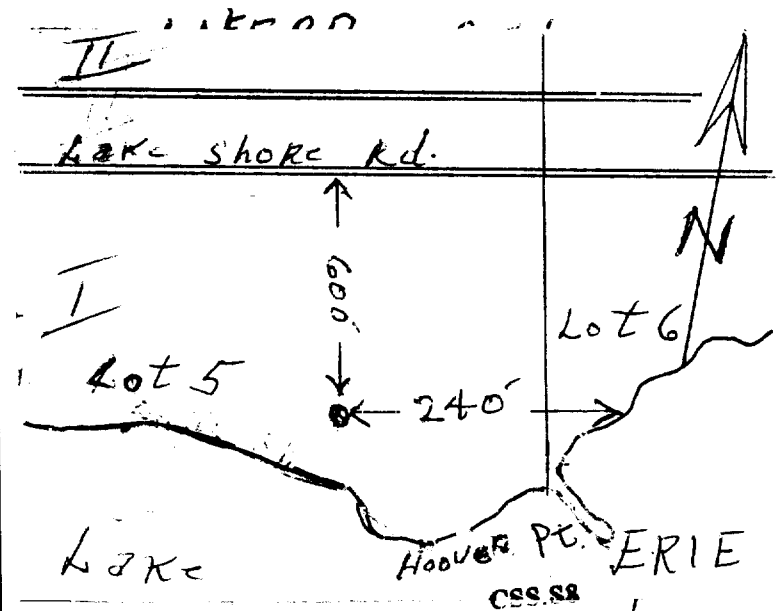 II
Lake Shore Rd.
N
600'
I
Lot 6
Lot 5
240'
Hoover Pt.
Lake ERIE
CSS.S8